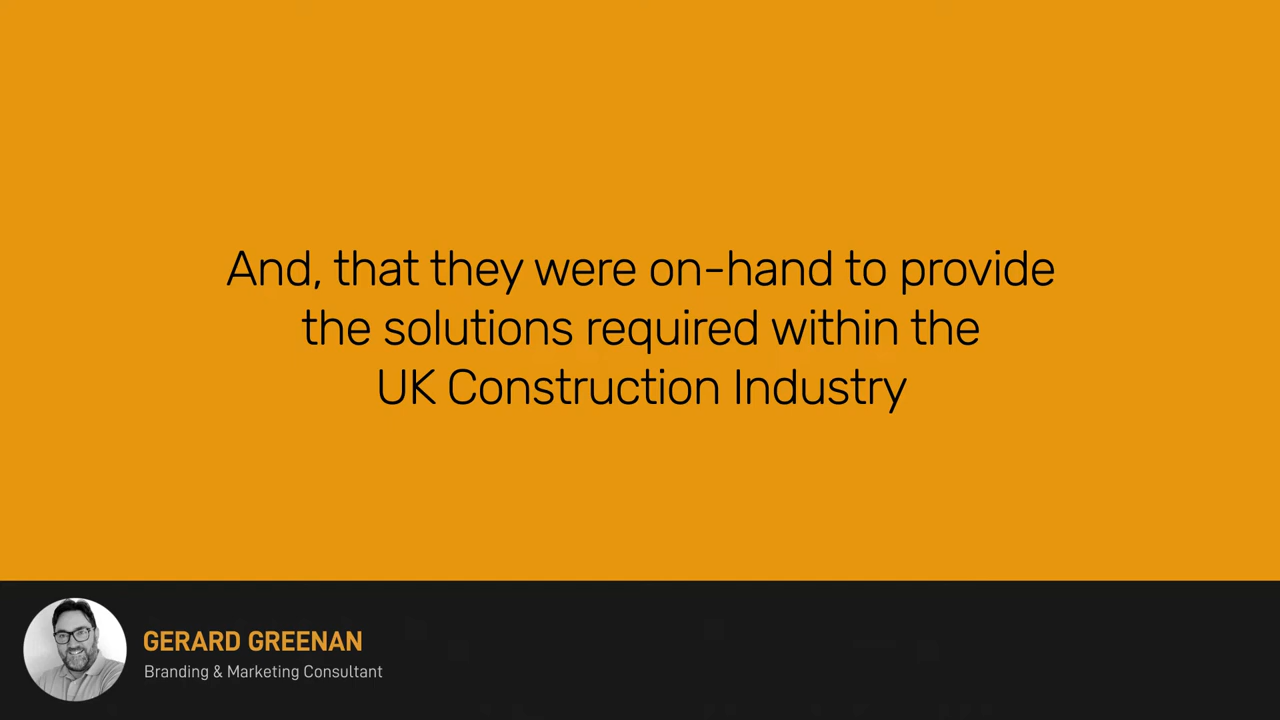 And, that they were on-hand to provide
the solutions required within the
UK Construction Industry
GERARD GREENAN
Branding & Marketing Consultant